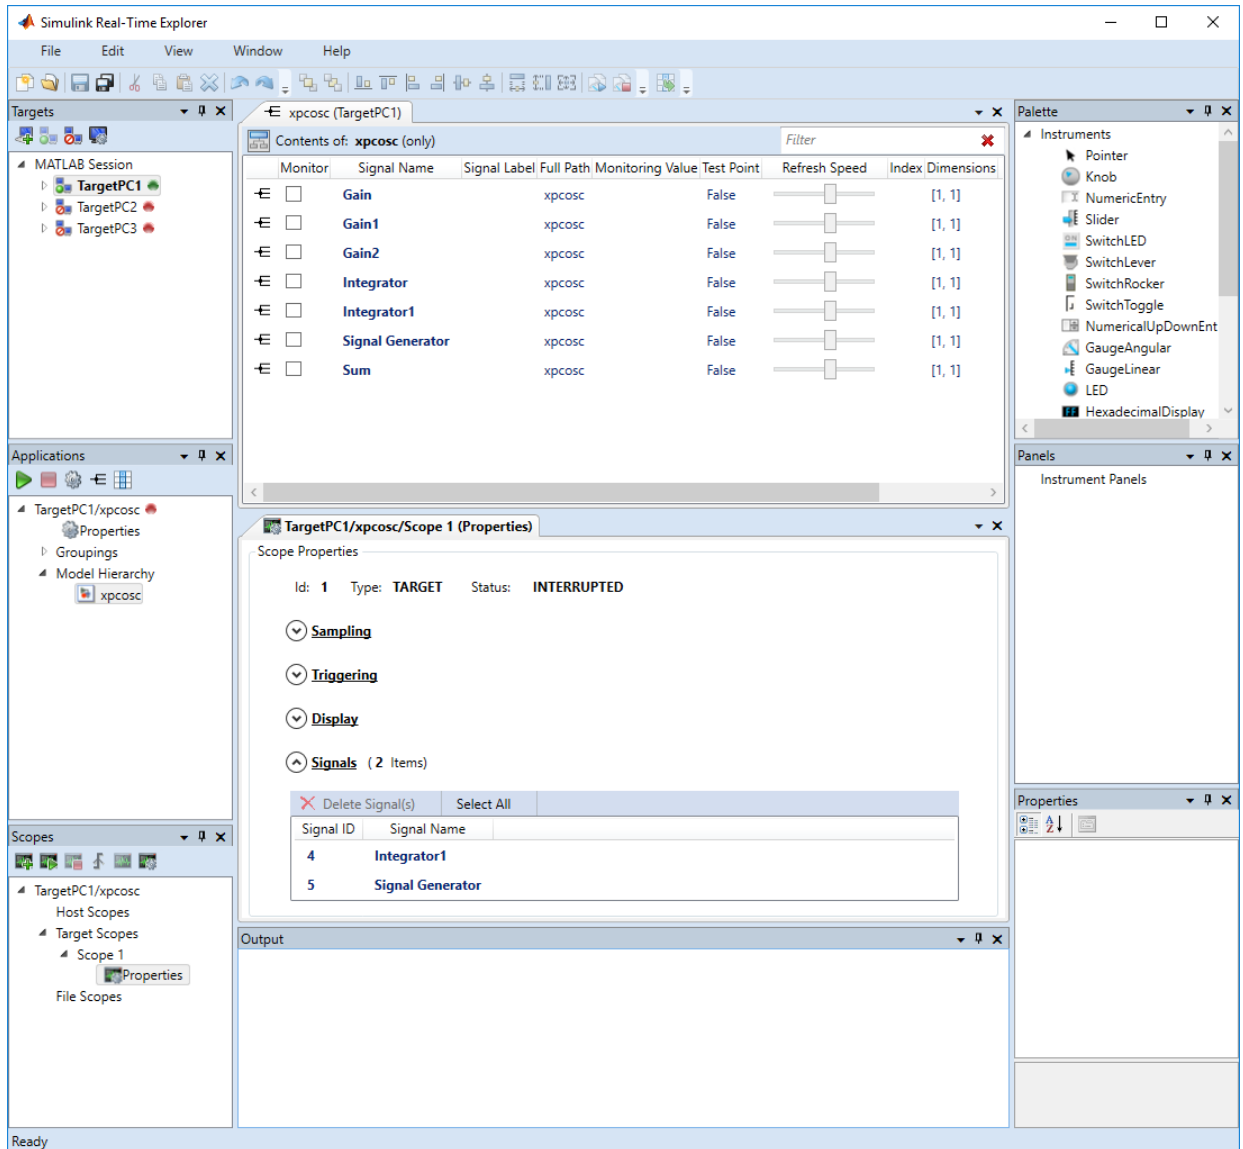 Simulink Real-Time Explorer
File Edit View Window Help
Targets
MATLAB Session
TargetPC1
TargetPC2
TargetPC3
Applications
TargetPC1/xpcosc
Properties
Groupings
Model Hierarchy
xpcosc
Scopes
TargetPC1/xpcosc
Host Scopes
Target Scopes
Scope 1
Properties
File Scopes
xpcosc (TargetPC1)
Contents of: xpcosc (only) Filter
Monitor Signal Name Signal Label Full Path Monitoring Value Test Point Refresh Speed Index Dimensions
Gain xpcosc False [1, 1]
Gain1 xpcosc False [1, 1]
Gain2 xpcosc False [1, 1]
Integrator xpcosc False [1, 1]
Integrator1 xpcosc False [1, 1]
Signal Generator xpcosc False [1, 1]
Sum xpcosc False [1, 1]
TargetPC1/xpcosc/Scope 1 (Properties)
Scope Properties
Id: 1 Type: TARGET Status: INTERRUPTED
Sampling
Triggering
Display
Signals ( 2 Items)
Delete Signal(s) Select All
Signal ID Signal Name
4 Integrator1
5 Signal Generator
Output
Palette
Instruments
Pointer
Knob
NumericEntry
Slider
SwitchLED
SwitchLever
SwitchRocker
SwitchToggle
NumericalUpDownEnt
GaugeAngular
GaugeLinear
LED
HexadecimalDisplay
Panels
Instrument Panels
Properties
Ready